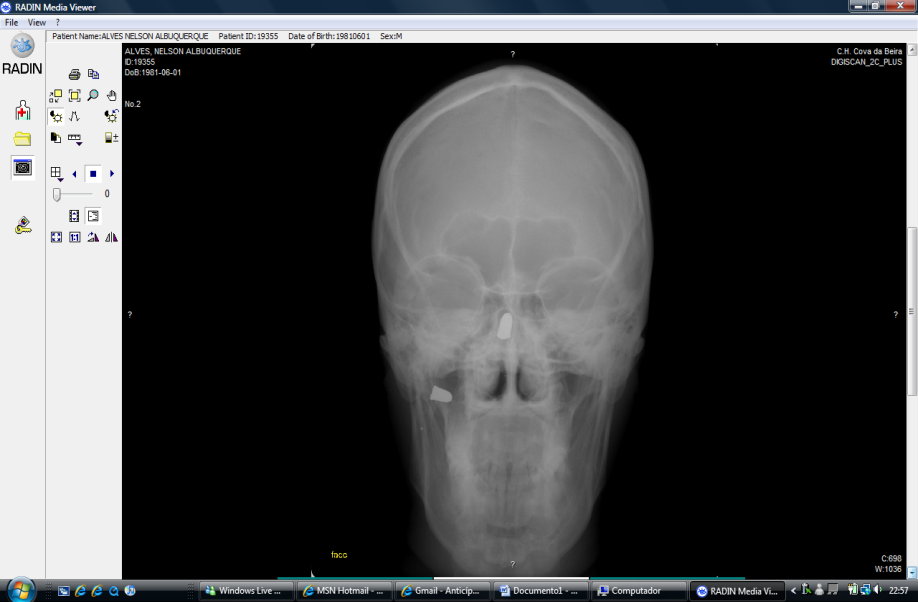 RADIN Media Viewer
File View ?
Patient Name:ALVES NELSON ALBUQUERQUE Patient ID:19355 Date of Birth:19810601 Sex:M
RADIN
ALVES, NELSON ALBUQUERQUE
ID:19355
DoB:1981-06-01
No.2
?
C.H. Cova da Beira
DIGISCAN_2C_PLUS
0
1:1
?
?
face
?
C:698
W:1036
Windows Live ...
MSN Hotmail - ...
Gmail - Anticip...
Documento1 - ...
Computador
RADIN Media Vi...
22:57